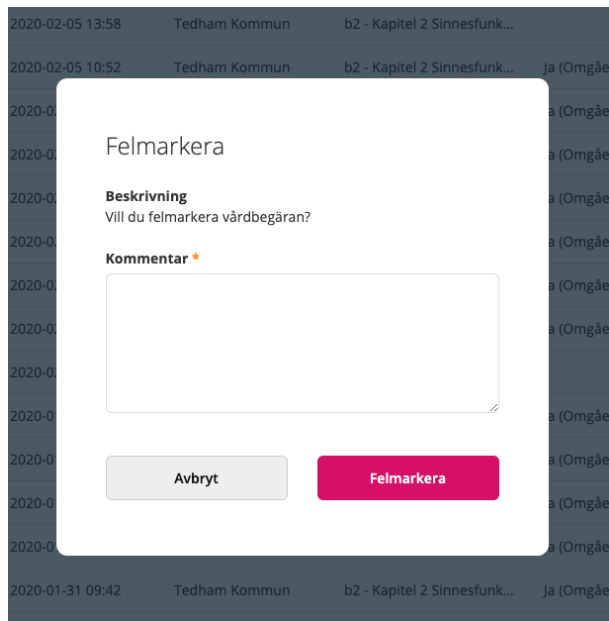 2020-02-05 13:58 Tedham Kommun b2 - Kapitel 2 Sinnesfunk...
2020-02-05 10:52 Tedham Kommun b2 - Kapitel 2 Sinnesfunk... Ja (Omgåe
Felmarkera
Beskrivning
Vill du felmarkera vårdbegäran?
Kommentar *
Avbryt Felmarkera
2020-01-31 09:42 Tedham Kommun b2 - Kapitel 2 Sinnesfunk... Ja (Omgåe